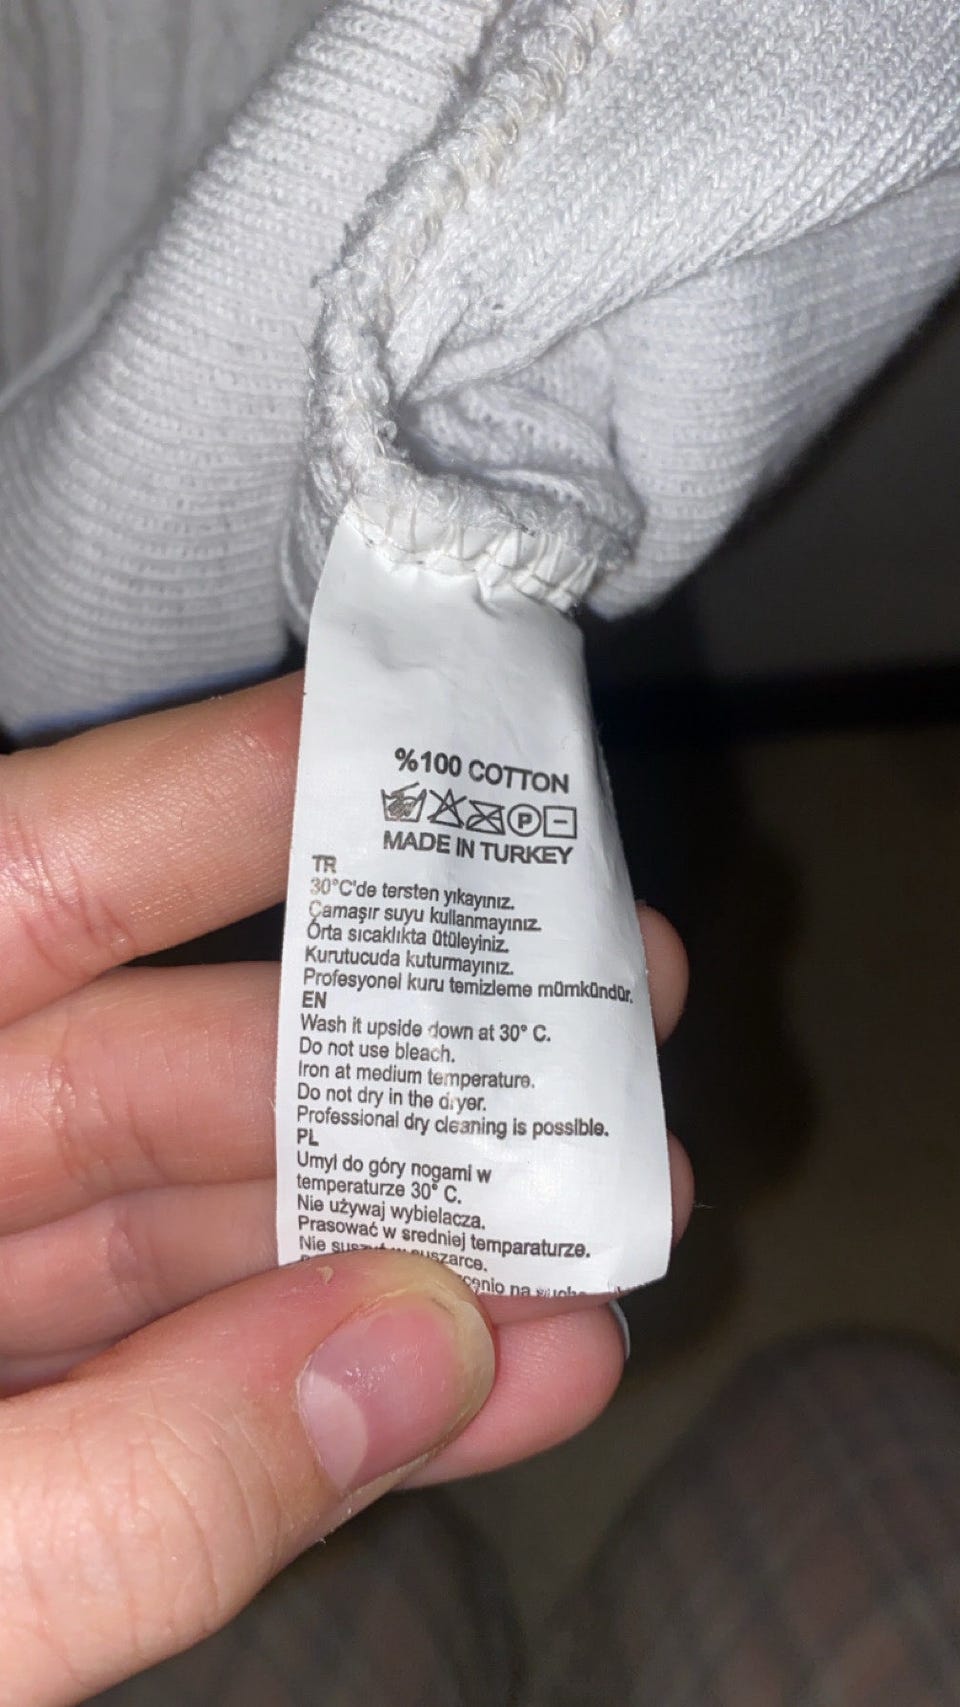 %100 COTTON
P
MADE IN TURKEY
TR
30°C'de tersten yıkayınız.
Çamaşır suyu kullanmayınız.
Orta sıcaklıkta ütüleyiniz.
Kurutucuda kuturmayınız.
Profesyonel kuru temizleme mümkündür.
EN
Wash it upside down at 30° C.
Do not use bleach.
Iron at medium temperature.
Do not dry in the dryer.
Professional dry cleaning is possible.
PL
Umyl do góry nogami w
temperaturze 30° C.
Nie używaj wybielacza.
Prasować w sredniej temparaturze.
Nie
na